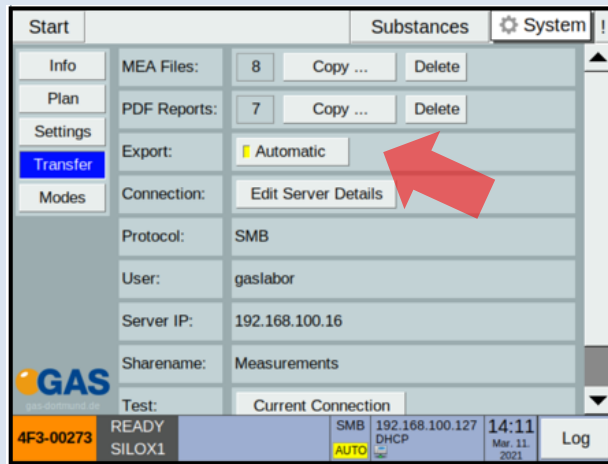 Start
Substances
System
!
Info
Plan
Settings
Transfer
Modes
MEA Files: 8 Copy ... Delete
PDF Reports: 7 Copy ... Delete
Export: Automatic
Connection: Edit Server Details
Protocol: SMB
User: gaslabor
Server IP: 192.168.100.16
Sharename: Measurements
Test: Current Connection
GAS
gas-dortmund.de
4F3-00273
READY
SILOX1
SMB
AUTO
192.168.100.127
DHCP
14:11
Mar. 11.
2021
Log